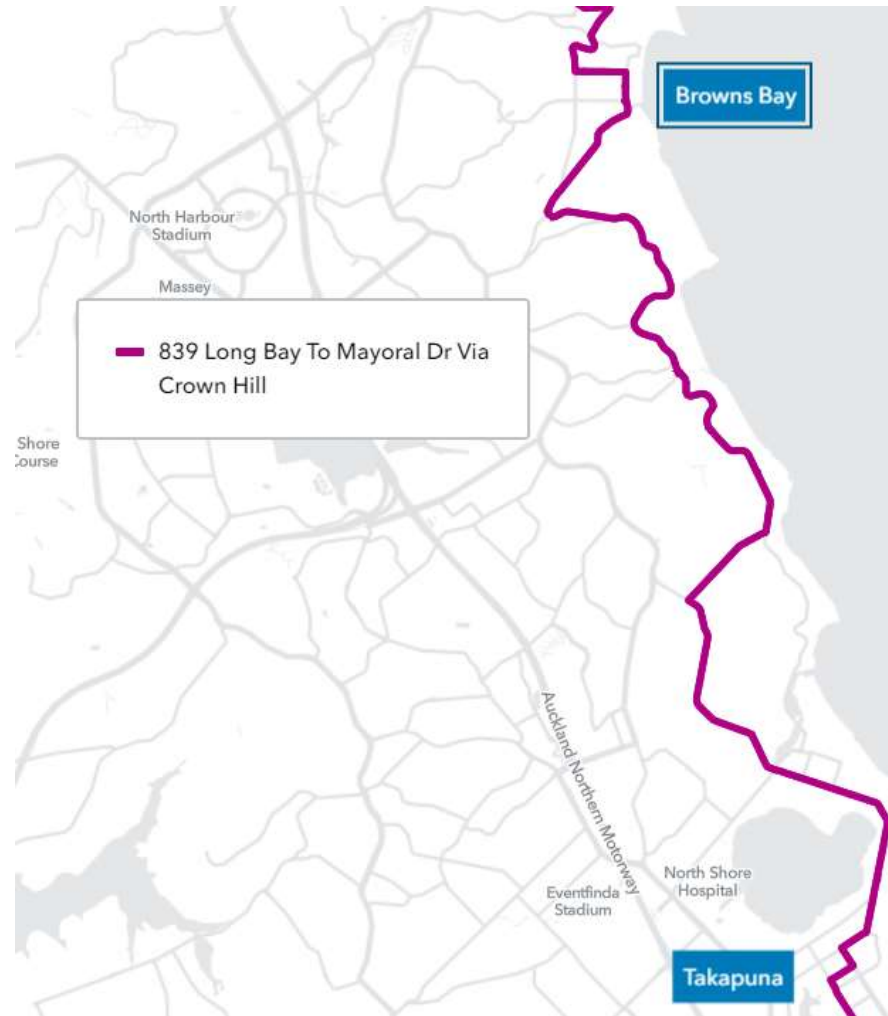 Browns Bay
North Harbour
Stadium
Massey
839 Long Bay To Mayoral Dr Via
Crown Hill
Shore
Course
Auckland Northern Motorway
North Shore
Hospital
Eventfinda
Stadium
Takapuna